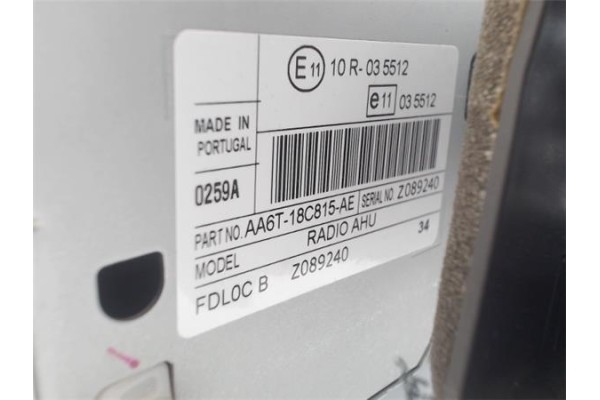 E11 10 R- 03 5512
e11 03 5512
MADE IN
PORTUGAL
0259A
PART NO. AA6T-18C815-AE SERIAL NO. Z089240
MODEL RADIO AHU 34
FDL0C B Z089240